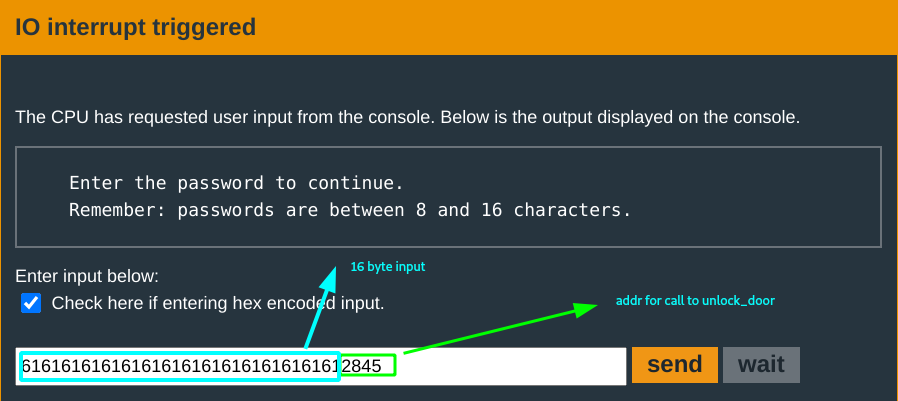 IO interrupt triggered
The CPU has requested user input from the console. Below is the output displayed on the console.
Enter the password to continue.
Remember: passwords are between 8 and 16 characters.
16 byte input
Enter input below:
addr for call to unlock_door
Check here if entering hex encoded input.
616161616161616161616161616161612845
send
wait